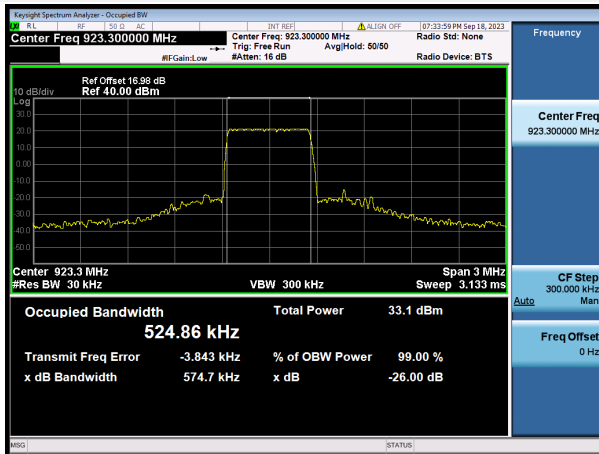 Keysight Spectrum Analyzer - Occupied BW
LXI RL RF 50 Ω AC INT REF ALIGN OFF 07:33:59 PM Sep 18, 2023
Center Freq 923.300000 MHz
Center Freq: 923.300000 MHz Radio Std: None
Trig: Free Run Avg|Hold: 50/50
#IFGain:Low #Atten: 16 dB Radio Device: BTS
Ref Offset 16.98 dB
10 dB/div Ref 40.00 dBm
Log
30.0
20.0
10.0
0.00
-10.0
-20.0
-30.0
-40.0
-50.0
Center 923.3 MHz Span 3 MHz
#Res BW 30 kHz VBW 300 kHz Sweep 3.133 ms
Occupied Bandwidth Total Power 33.1 dBm
524.86 kHz
Transmit Freq Error -3.843 kHz % of OBW Power 99.00 %
x dB Bandwidth 574.7 kHz x dB -26.00 dB
MSG STATUS
Frequency
Center Freq
923.300000 MHz
CF Step
300.000 kHz
Auto Man
Freq Offset
0 Hz